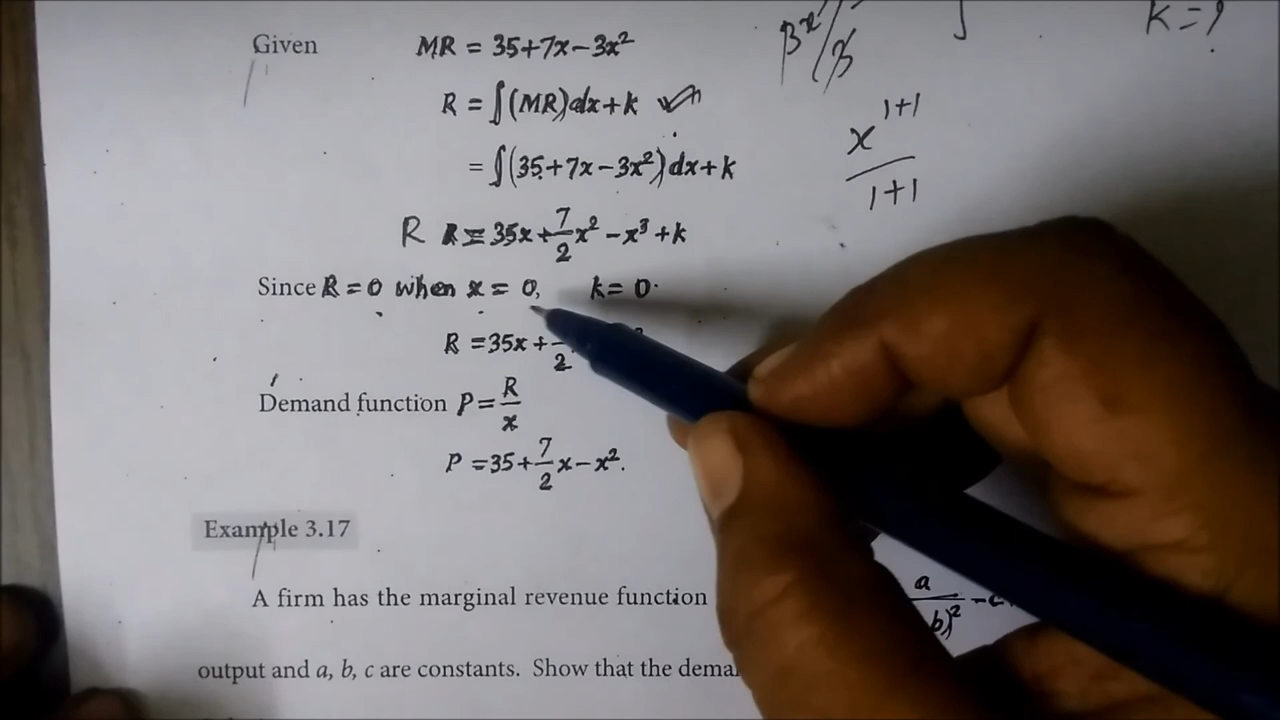 Given MR = 35+7x−3x²
R = ∫(MR)dx+k
= ∫(35+7x−3x²)dx+k
R = 35x+7/2x²−x³+k
Since R = 0 when x = 0, k = 0.
R = 35x+
Demand function P = R/x
P = 35+7/2x−x².
Example 3.17
A firm has the marginal revenue function
output and a, b, c are constants. Show that the
k = ?
x^1+1/1+1